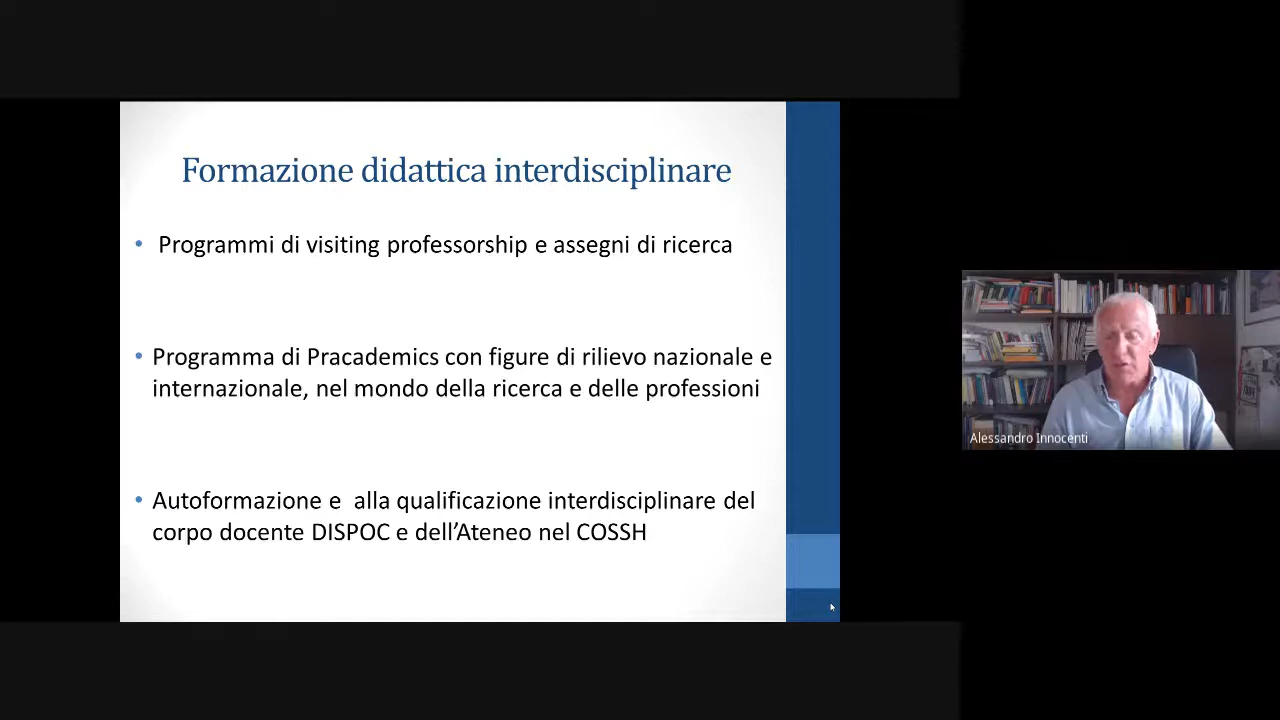 Formazione didattica interdisciplinare
• Programmi di visiting professorship e assegni di ricerca
• Programma di Pracademics con figure di rilievo nazionale e
internazionale, nel mondo della ricerca e delle professioni
• Autoformazione e  alla qualificazione interdisciplinare del
corpo docente DISPOC e dell’Ateneo nel COSSH
Alessandro Innocenti